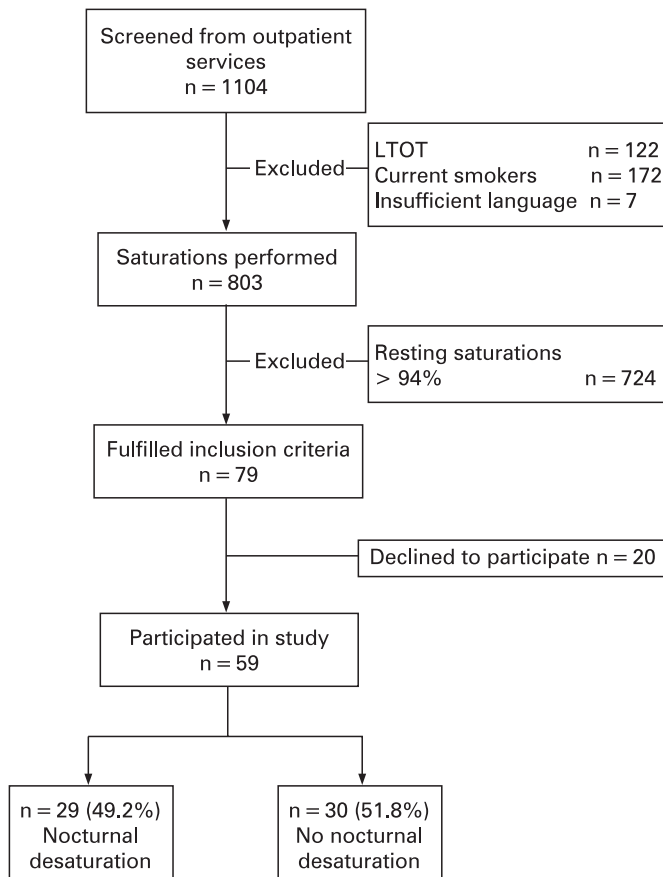 Screened from outpatient
services
n = 1104
Excluded
LTOT n = 122
Current smokers n = 172
Insufficient language n = 7
Saturations performed
n = 803
Excluded
Resting saturations
> 94% n = 724
Fulfilled inclusion criteria
n = 79
Declined to participate n = 20
Participated in study
n = 59
n = 29 (49.2%)
Nocturnal
desaturation
n = 30 (51.8%)
No nocturnal
desaturation